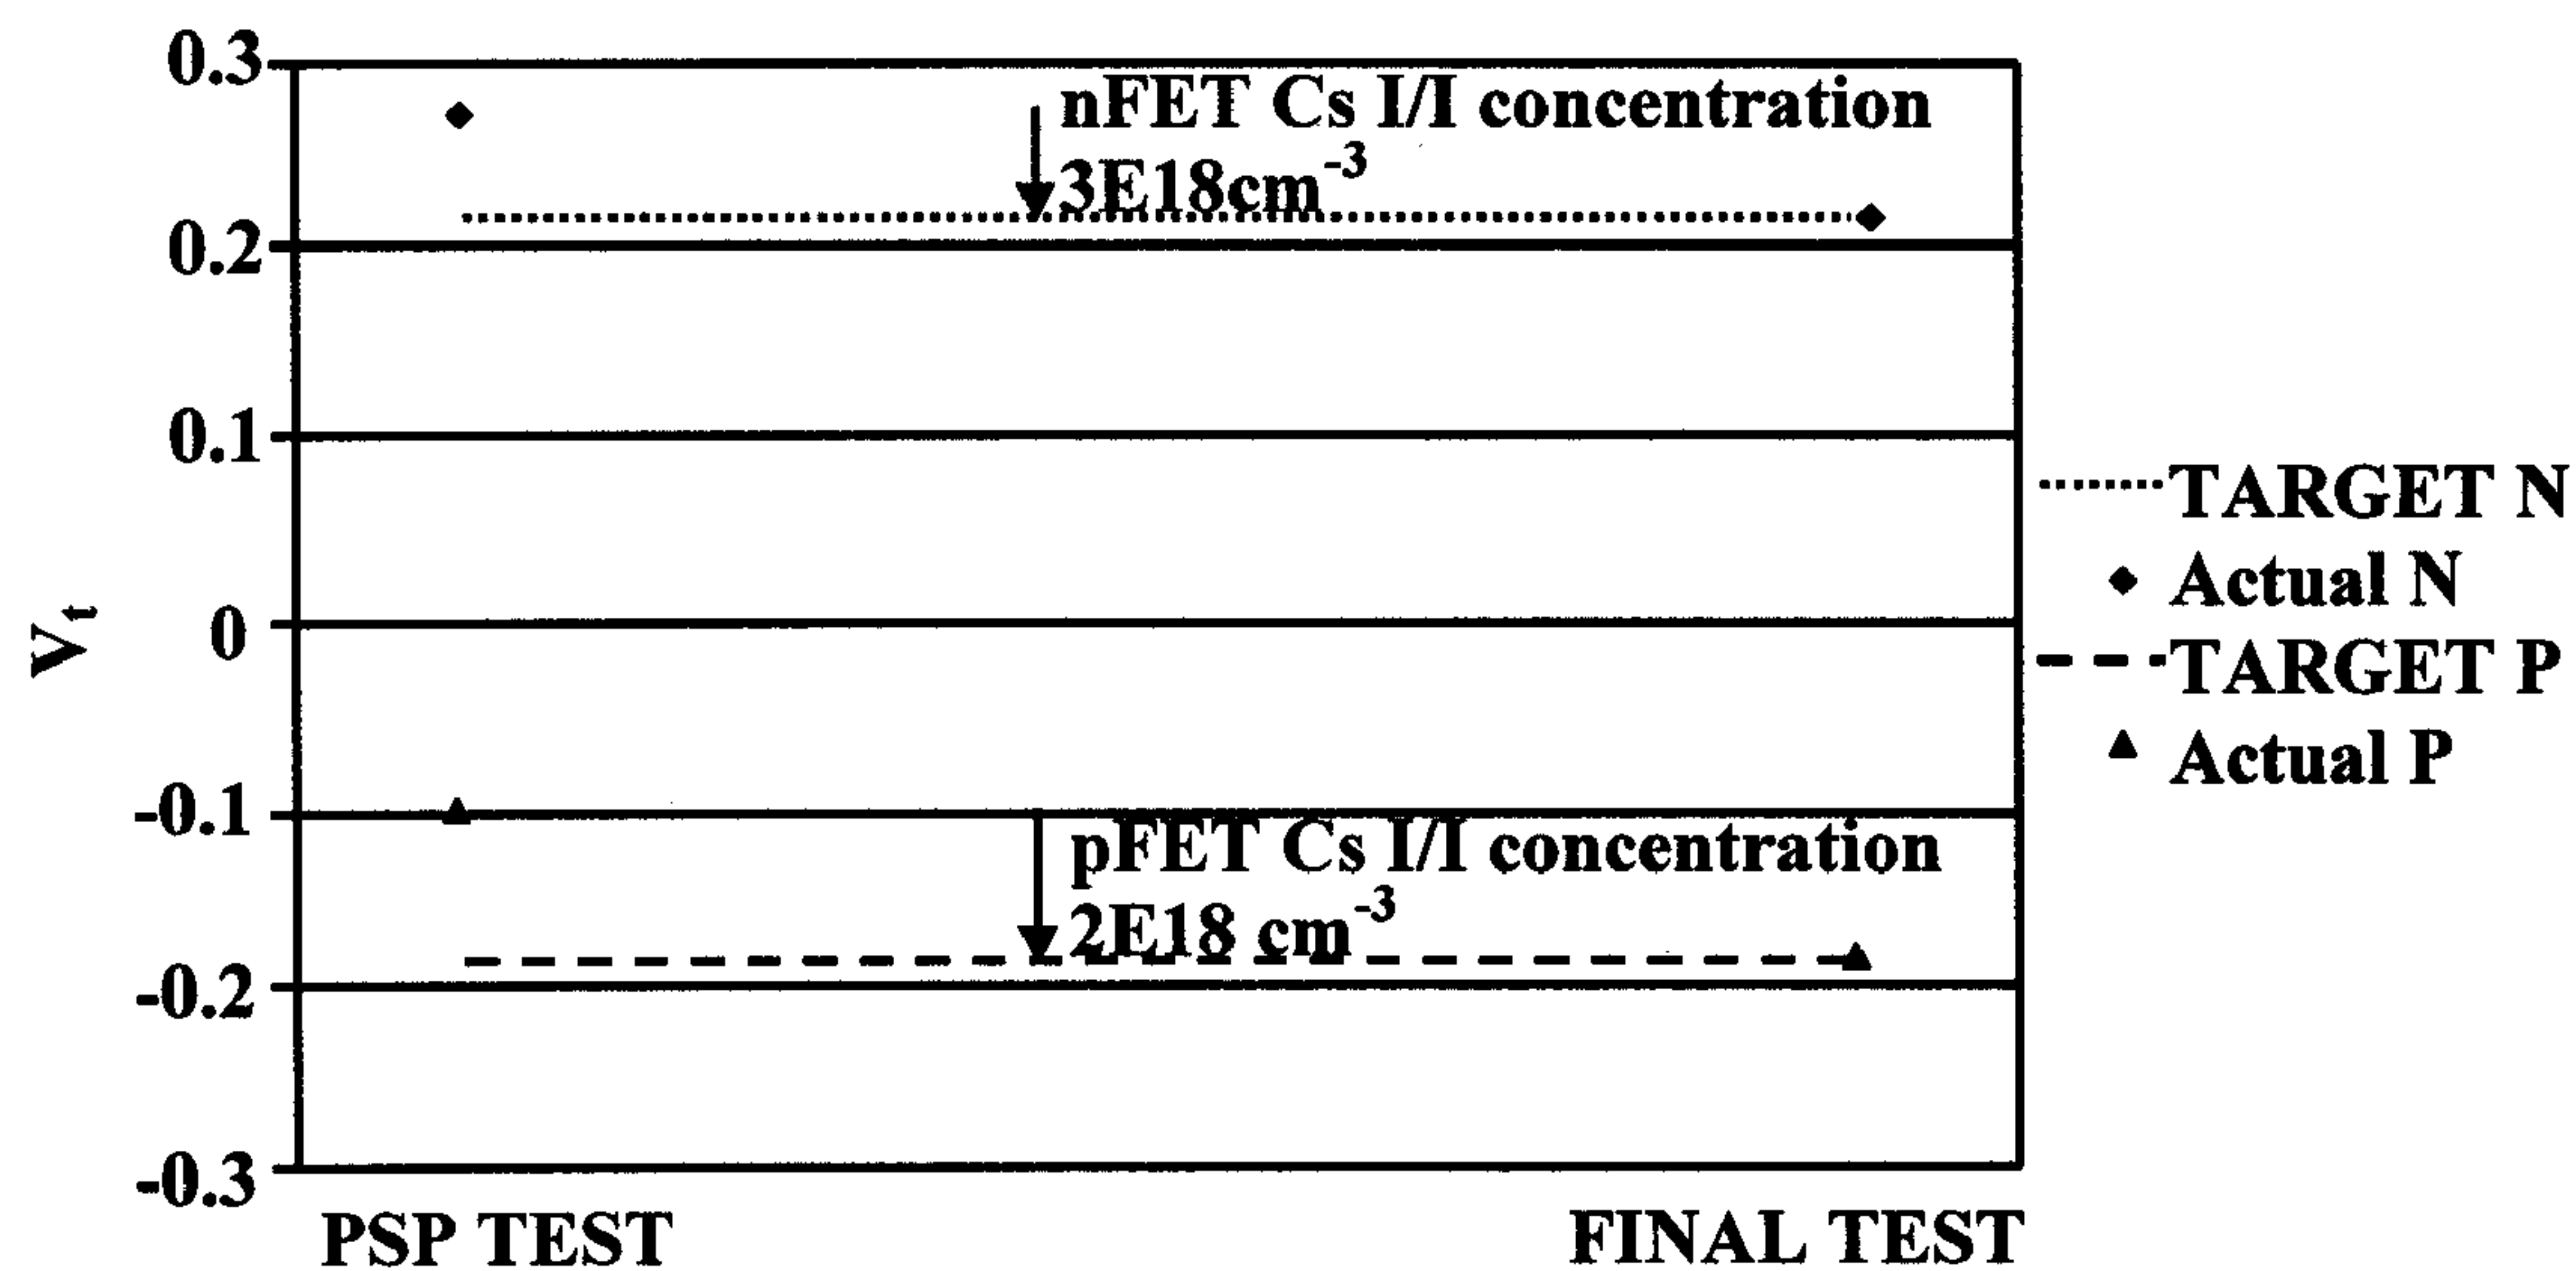 0.3
nFET Cs I/I concentration
3E18cm⁻³
0.2
0.1
0
Vₜ
-0.1
pFET Cs I/I concentration
2E18 cm⁻³
-0.2
-0.3
PSP TEST
FINAL TEST
TARGET N
Actual N
TARGET P
Actual P